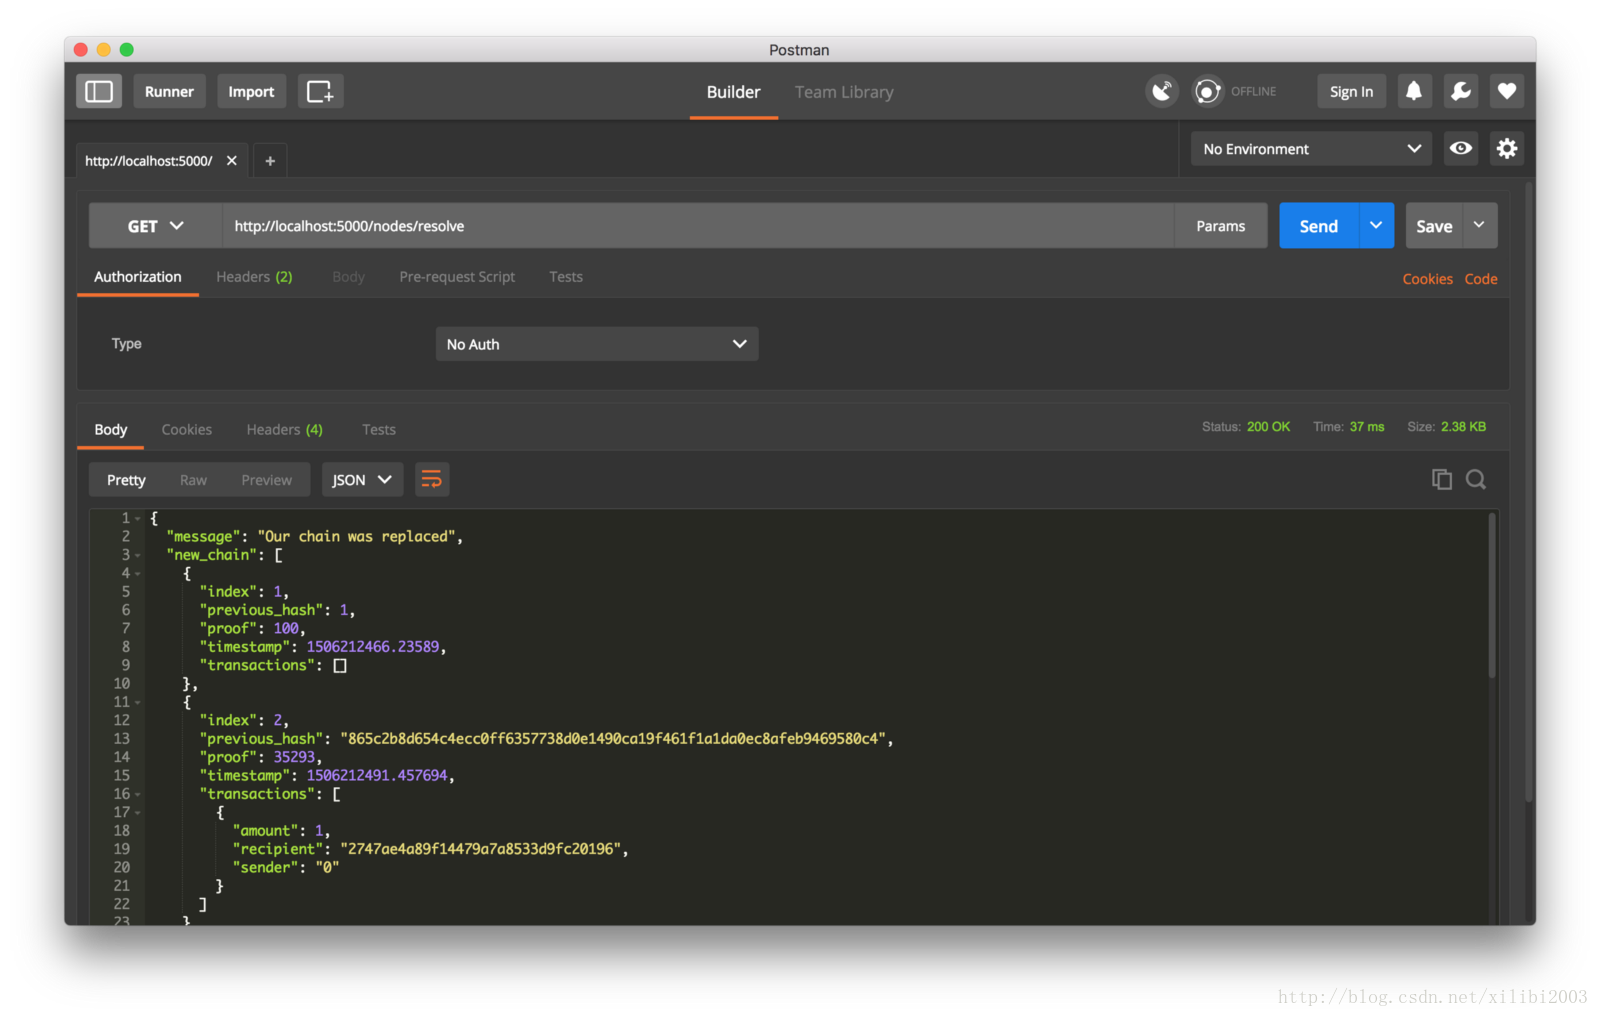 Postman
Runner Import Builder Team Library OFFLINE Sign In
http://localhost:5000/ No Environment
GET http://localhost:5000/nodes/resolve Params Send Save
Authorization Headers (2) Body Pre-request Script Tests Cookies Code
Type No Auth
Body Cookies Headers (4) Tests Status: 200 OK Time: 37 ms Size: 2.38 KB
Pretty Raw Preview JSON
1 {
2 "message": "Our chain was replaced",
3 "new_chain": [
4 {
5 "index": 1,
6 "previous_hash": 1,
7 "proof": 100,
8 "timestamp": 1506212466.23589,
9 "transactions": []
10 },
11 {
12 "index": 2,
13 "previous_hash": "865c2b8d654c4ecc0ff6357738d0e1490ca19f461f1a1da0ec8afeb9469580c4",
14 "proof": 35293,
15 "timestamp": 1506212491.457694,
16 "transactions": [
17 {
18 "amount": 1,
19 "recipient": "2747ae4a89f14479a7a8533d9fc20196",
20 "sender": "0"
21 }
22 ]
23 }
http://blog.csdn.net/xilibi2003